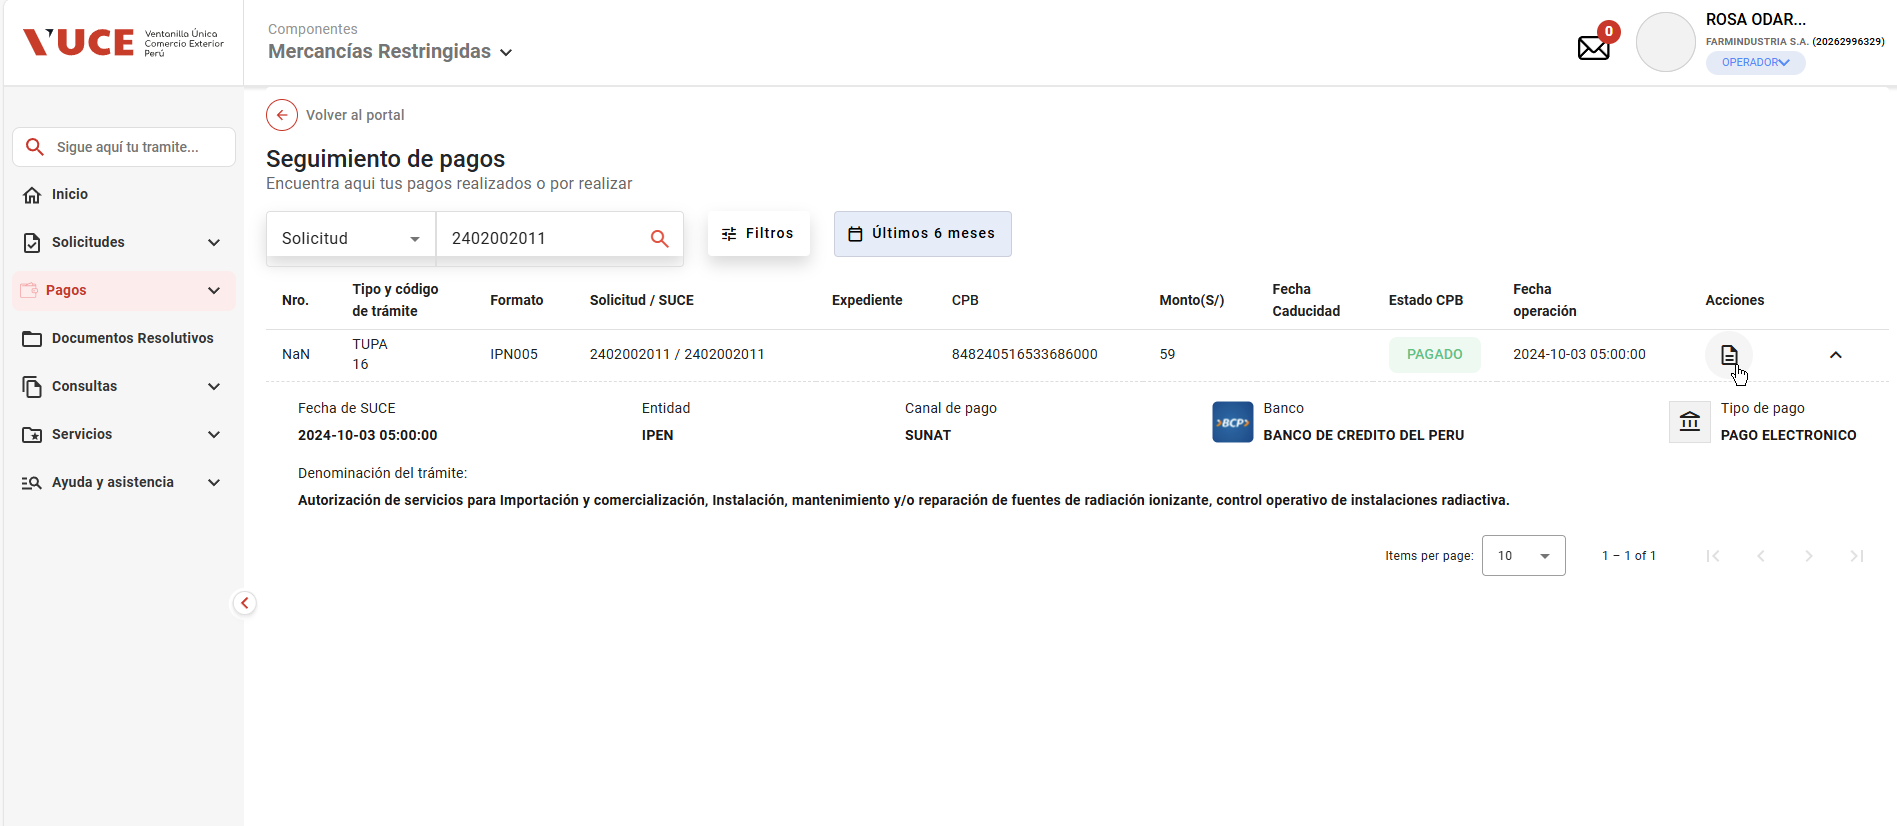 VUCE
Ventanilla Única
Comercio Exterior
Perú
Componentes
Mercancías Restringidas
0
ROSA ODAR...
FARMINDUSTRIA S.A. (20262996329)
OPERADOR
Sigue aquí tu tramite...
Inicio
Solicitudes
Pagos
Documentos Resolutivos
Consultas
Servicios
Ayuda y asistencia
Volver al portal
Seguimiento de pagos
Encuentra aqui tus pagos realizados o por realizar
Solicitud
2402002011
Filtros
Últimos 6 meses
Nro.
Tipo y código
de trámite
Formato
Solicitud / SUCE
Expediente
CPB
Monto(S/)
Fecha
Caducidad
Estado CPB
Fecha
operación
Acciones
NaN
TUPA
16
IPN005
2402002011 / 2402002011
848240516533686000
59
PAGADO
2024-10-03 05:00:00
Fecha de SUCE
2024-10-03 05:00:00
Entidad
IPEN
Canal de pago
SUNAT
BCP
Banco
BANCO DE CREDITO DEL PERU
Tipo de pago
PAGO ELECTRONICO
Denominación del trámite:
Autorización de servicios para Importación y comercialización, Instalación, mantenimiento y/o reparación de fuentes de radiación ionizante, control operativo de instalaciones radiactiva.
Items per page:
10
1 – 1 of 1